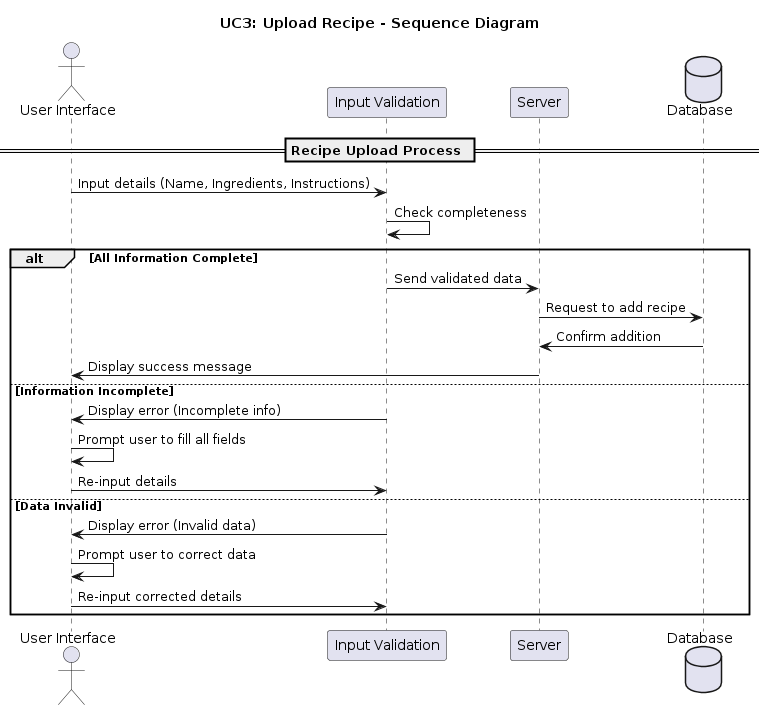 UC3: Upload Recipe - Sequence Diagram
User Interface
Input Validation
Server
Database
Recipe Upload Process
Input details (Name, Ingredients, Instructions)
Check completeness
alt
[All Information Complete]
Send validated data
Request to add recipe
Confirm addition
Display success message
[Information Incomplete]
Display error (Incomplete info)
Prompt user to fill all fields
Re-input details
[Data Invalid]
Display error (Invalid data)
Prompt user to correct data
Re-input corrected details
User Interface
Input Validation
Server
Database